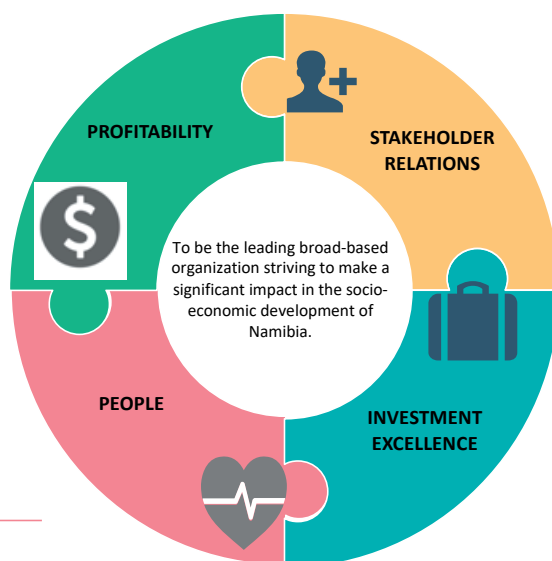 PROFITABILITY
STAKEHOLDER
RELATIONS
$
To be the leading broad-based
organization striving to make a
significant impact in the socio-
economic development of
Namibia.
PEOPLE
INVESTMENT
EXCELLENCE